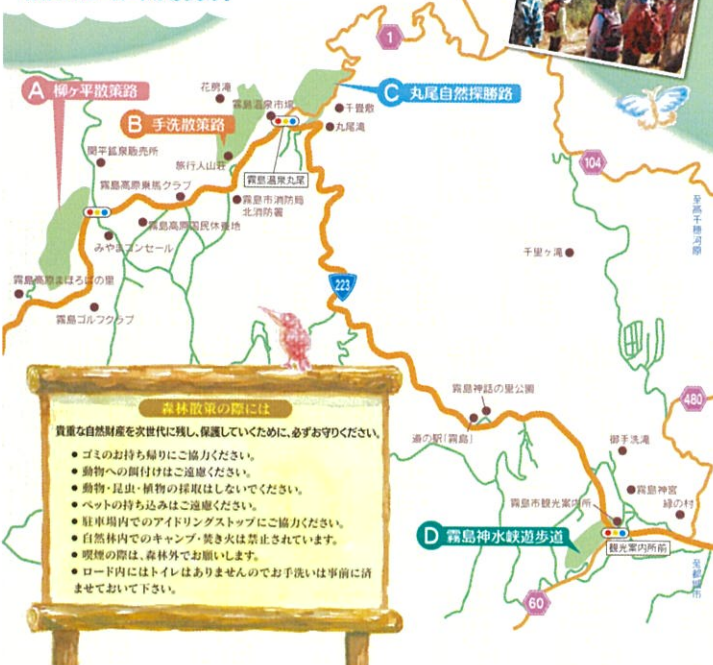 1
A 柳ヶ平散策路
花房滝
C 丸尾自然探勝路
霧島温泉市場
千畳敷
B 手洗散策路
丸尾滝
関平鉱泉販売所
旅行人山荘
104
霧島温泉丸尾
霧島高原乗馬クラブ
霧島市消防局
北消防署
至高千穂河原
霧島高原国民休養地
みやまコンセール
千里ヶ滝
霧島高原まほろばの里
223
霧島ゴルフクラブ
森林散策の際には
貴重な自然財産を次世代に残し、保護していくために、必ずお守りください。
● ゴミのお持ち帰りにご協力ください。
● 動物への餌付けはご遠慮ください。
● 動物・昆虫・植物の採取はしないでください。
● ペットの持ち込みはご遠慮ください。
● 駐車場内でのアイドリングストップにご協力ください。
● 自然林内でのキャンプ・焚き火は禁止されています。
● 喫煙の際は、森林外でお願いします。
● ロード内にはトイレはありませんのでお手洗いは事前に済
ませておいて下さい。
霧島神話の里公園
480
道の駅(霧島)
御手洗滝
霧島神宮
霧島市観光案内所
緑の村
D 霧島神水峡遊歩道
観光案内所前
至都城市
60